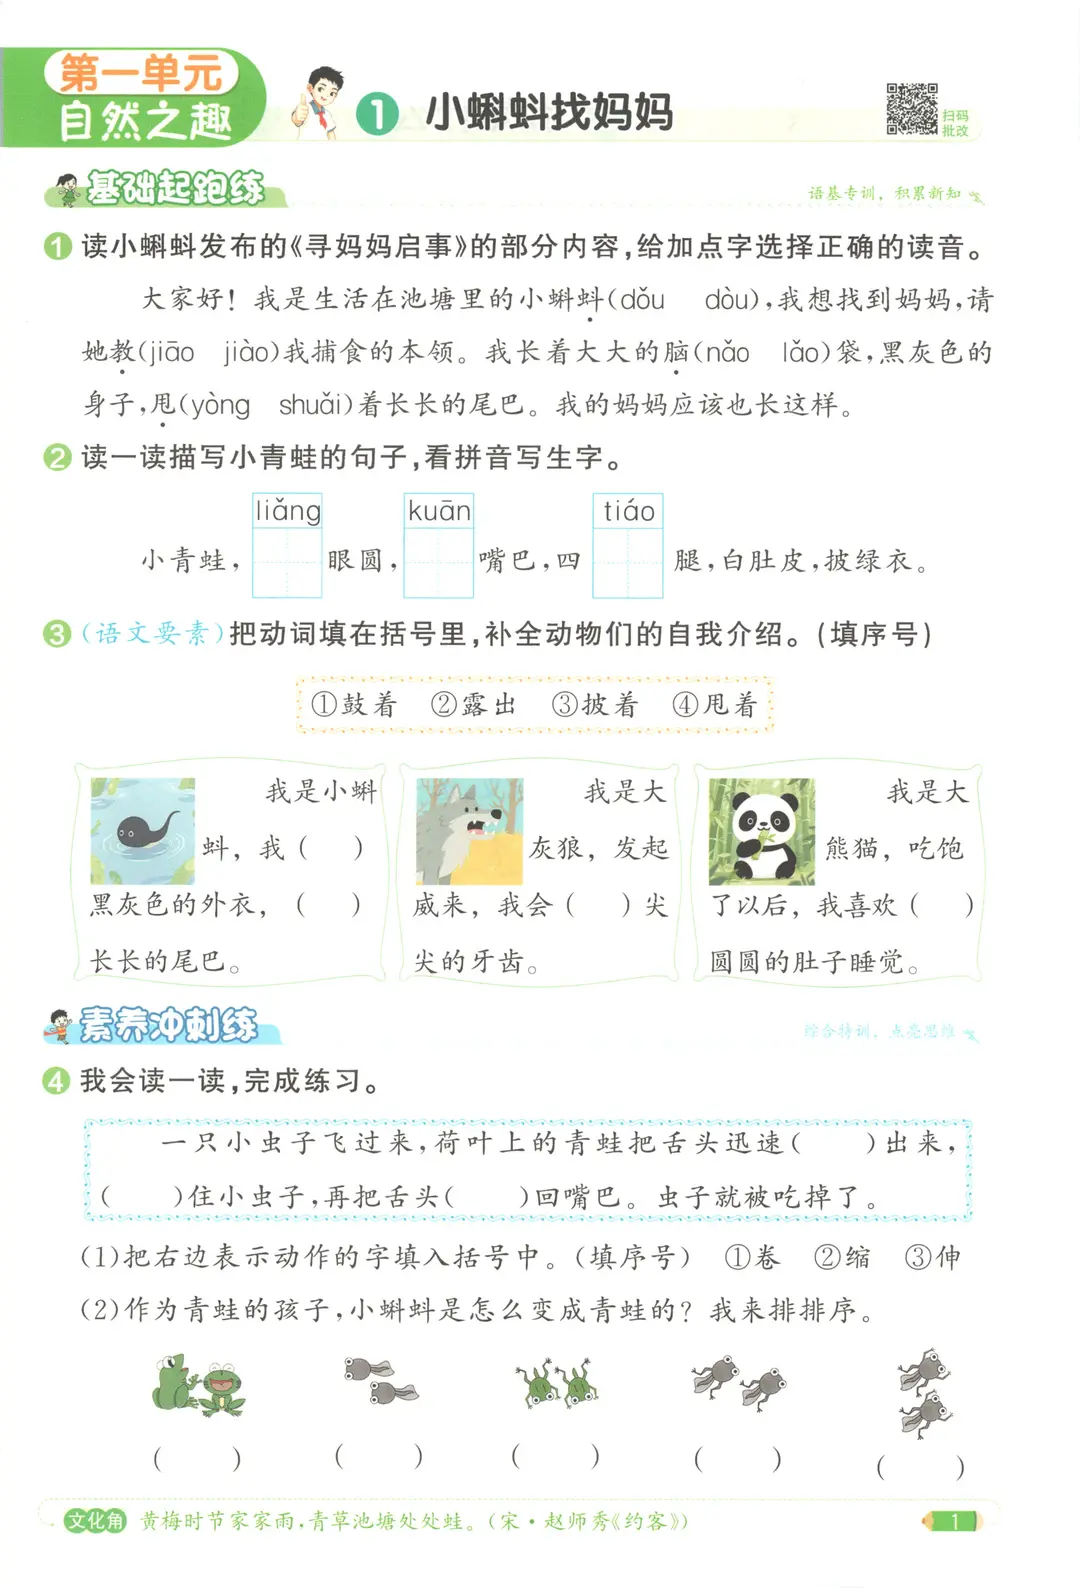 第一单元
自然之趣
1 小蝌蚪找妈妈
扫码
批改
基础起跑练
语基专训，积累新知
1 读小蝌蚪发布的《寻妈妈启事》的部分内容，给加点字选择正确的读音。
大家好！我是生活在池塘里的小蝌蚪(dǒu dòu)，我想找到妈妈，请
她教(jiāo jiào)我捕食的本领。我长着大大的脑(nǎo lǎo)袋，黑灰色的
身子，甩(yòng shuǎi)着长长的尾巴。我的妈妈应该也长这样。
2 读一读描写小青蛙的句子，看拼音写生字。
liǎng kuān tiáo
小青蛙， 眼圆， 嘴巴，四 腿，白肚皮，披绿衣。
3 （语文要素）把动词填在括号里，补全动物们的自我介绍。（填序号）
①鼓着 ②露出 ③披着 ④甩着
我是小蝌
蚪，我（ ）
黑灰色的外衣，（ ）
长长的尾巴。
我是大
灰狼，发起
威来，我会（ ）尖
尖的牙齿。
我是大
熊猫，吃饱
了以后，我喜欢（ ）
圆圆的肚子睡觉。
素养冲刺练
综合特训，点亮思维
4 我会读一读，完成练习。
一只小虫子飞过来，荷叶上的青蛙把舌头迅速（ ）出来，
（ ）住小虫子，再把舌头（ ）回嘴巴。虫子就被吃掉了。
(1)把右边表示动作的字填入括号中。（填序号） ①卷 ②缩 ③伸
(2)作为青蛙的孩子，小蝌蚪是怎么变成青蛙的？我来排排序。
（ ） （ ） （ ） （ ） （ ）
文化角 黄梅时节家家雨，青草池塘处处蛙。（宋·赵师秀《约客》）
1